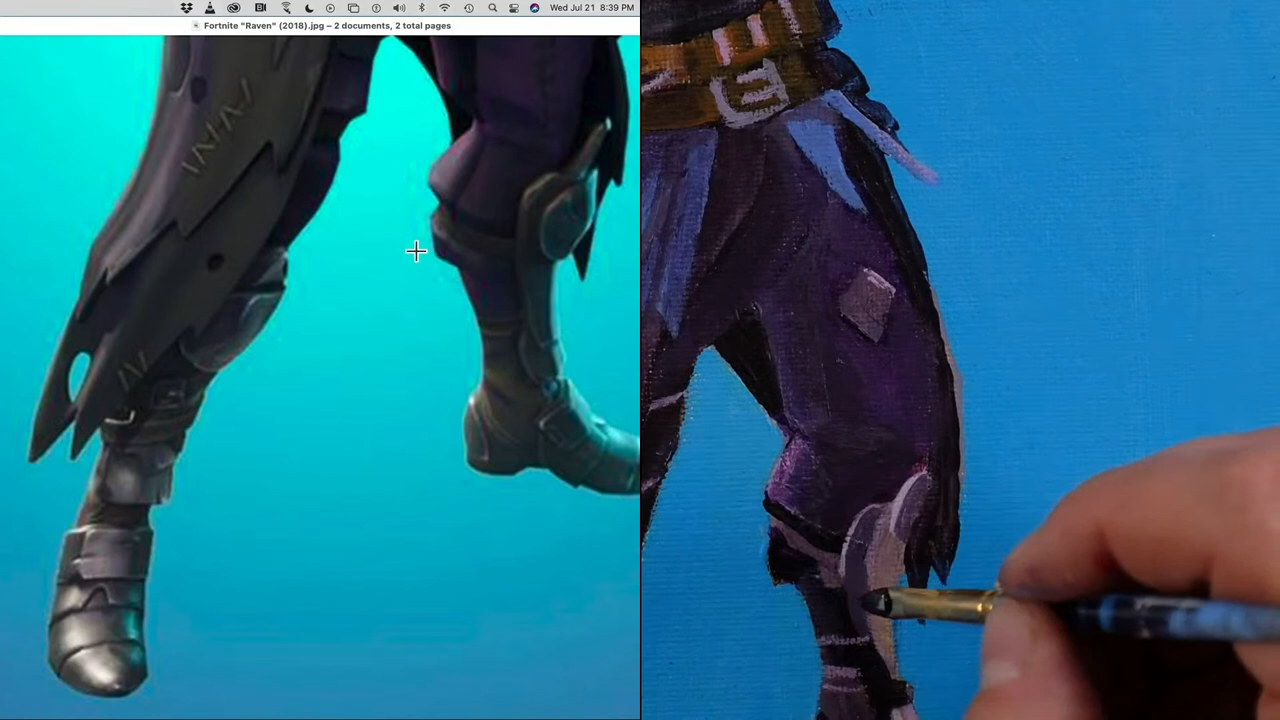 Wed Jul 21 8:39 PM
Fortnite "Raven" (2018).jpg – 2 documents, 2 total pages